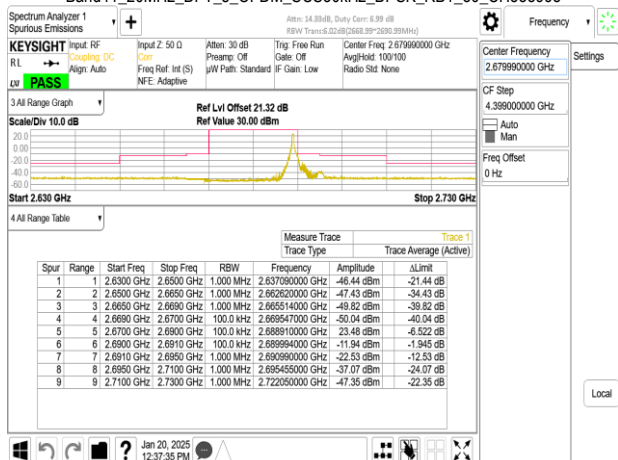 Spectrum Analyzer 1
Spurious Emissions
Attn: 14.33dB, Duty Corr: 6.99 dB
RBW Trans:6.02dB(2668.99~2690.99MHz)
Frequency
KEYSIGHT
Input: RF
Coupling: DC
Align: Auto
Input Z: 50 Ω
Corr
Freq Ref: Int (S)
NFE: Adaptive
Atten: 30 dB
Preamp: Off
µW Path: Standard
Trig: Free Run
Gate: Off
IF Gain: Low
Center Freq: 2.679990000 GHz
Avg|Hold: 100/100
Radio Std: None
RL
LXI
PASS
Center Frequency
2.679990000 GHz
Settings
CF Step
4.399000000 GHz
Auto
Man
Freq Offset
0 Hz
3 All Range Graph
Scale/Div 10.0 dB
Ref Lvl Offset 21.32 dB
Ref Value 30.00 dBm
20.0
0.00
-20.0
-40.0
-60.0
Start 2.630 GHz
Stop 2.730 GHz
4 All Range Table
Measure Trace Trace 1
Trace Type Trace Average (Active)
Spur Range Start Freq Stop Freq RBW Frequency Amplitude ΔLimit
1 1 2.6300 GHz 2.6500 GHz 1.000 MHz 2.637090000 GHz -46.44 dBm -21.44 dB
2 2 2.6500 GHz 2.6650 GHz 1.000 MHz 2.662620000 GHz -47.43 dBm -34.43 dB
3 3 2.6650 GHz 2.6690 GHz 1.000 MHz 2.665514000 GHz -49.82 dBm -39.82 dB
4 4 2.6690 GHz 2.6700 GHz 100.0 kHz 2.669547000 GHz -50.04 dBm -40.04 dB
5 5 2.6700 GHz 2.6900 GHz 100.0 kHz 2.688910000 GHz 23.48 dBm -6.522 dB
6 6 2.6900 GHz 2.6910 GHz 100.0 kHz 2.689994000 GHz -11.94 dBm -1.945 dB
7 7 2.6910 GHz 2.6950 GHz 1.000 MHz 2.690990000 GHz -22.53 dBm -12.53 dB
8 8 2.6950 GHz 2.7100 GHz 1.000 MHz 2.695455000 GHz -37.07 dBm -24.07 dB
9 9 2.7100 GHz 2.7300 GHz 1.000 MHz 2.722050000 GHz -47.35 dBm -22.35 dB
Local
Jan 20, 2025
12:37:35 PM